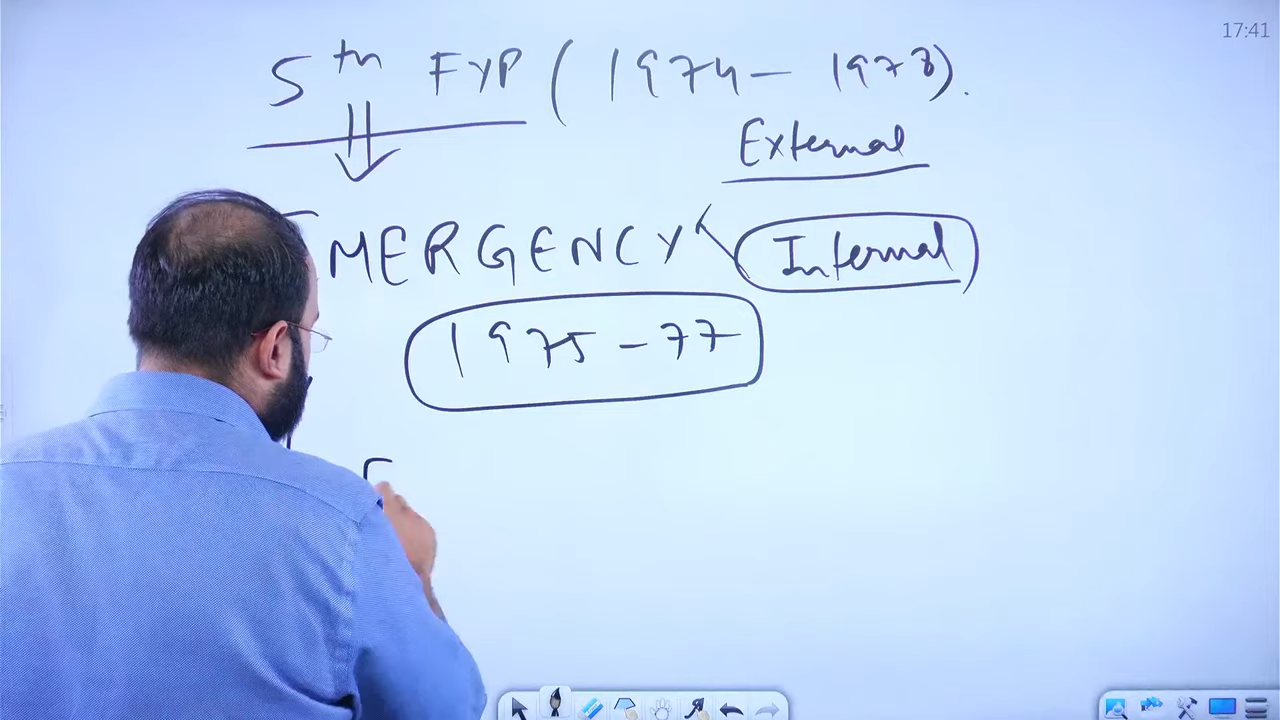 17:41
5th FYP (1974 - 1978).
External
EMERGENCY
Internal
1975-77